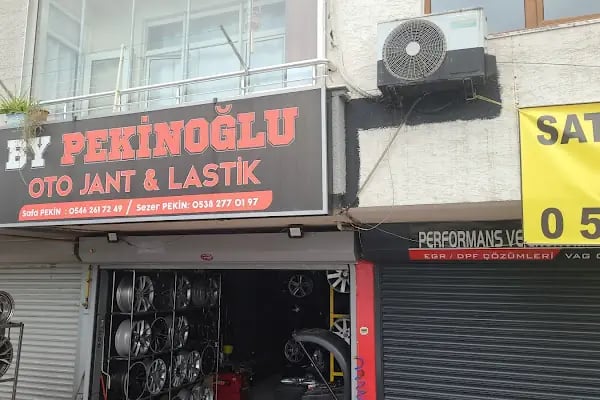 BY PEKİNOĞLU
OTO JANT & LASTİK
Safa PEKİN : 0546 261 72 49 / Sezer PEKİN: 0538 277 01 97
SAT
0 5
PERFORMANS VE
EGR / DPF ÇÖZÜMLERİ VAG